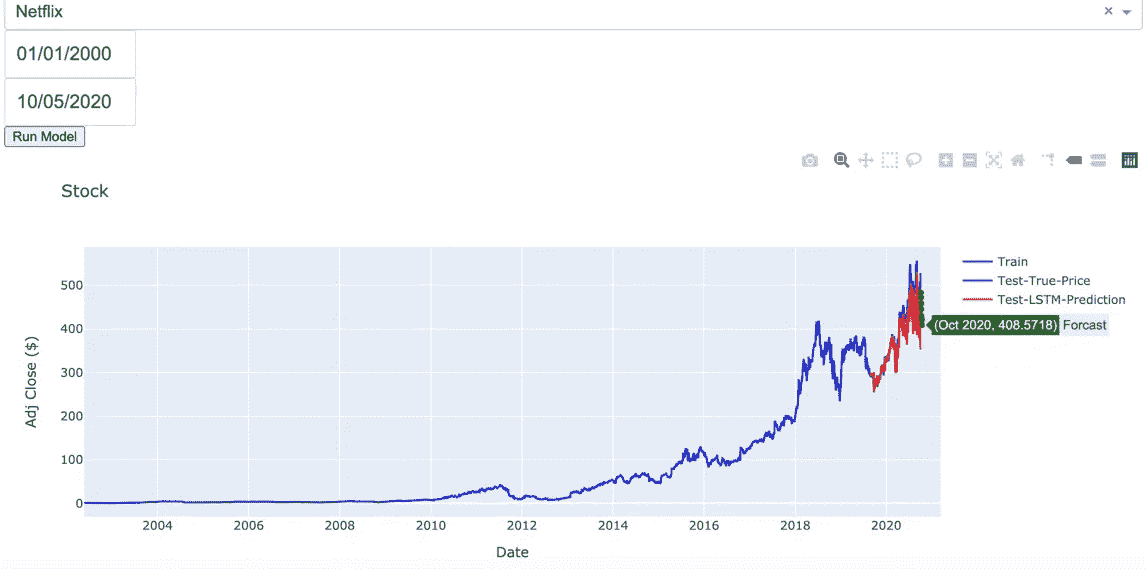 Netflix
01/01/2000
10/05/2020
Run Model
Stock
500
400
300
200
100
0
Adj Close ($)
2004 2006 2008 2010 2012 2014 2016 2018 2020
Date
Train
Test-True-Price
Test-LSTM-Prediction
(Oct 2020, 408.5718) Forcast